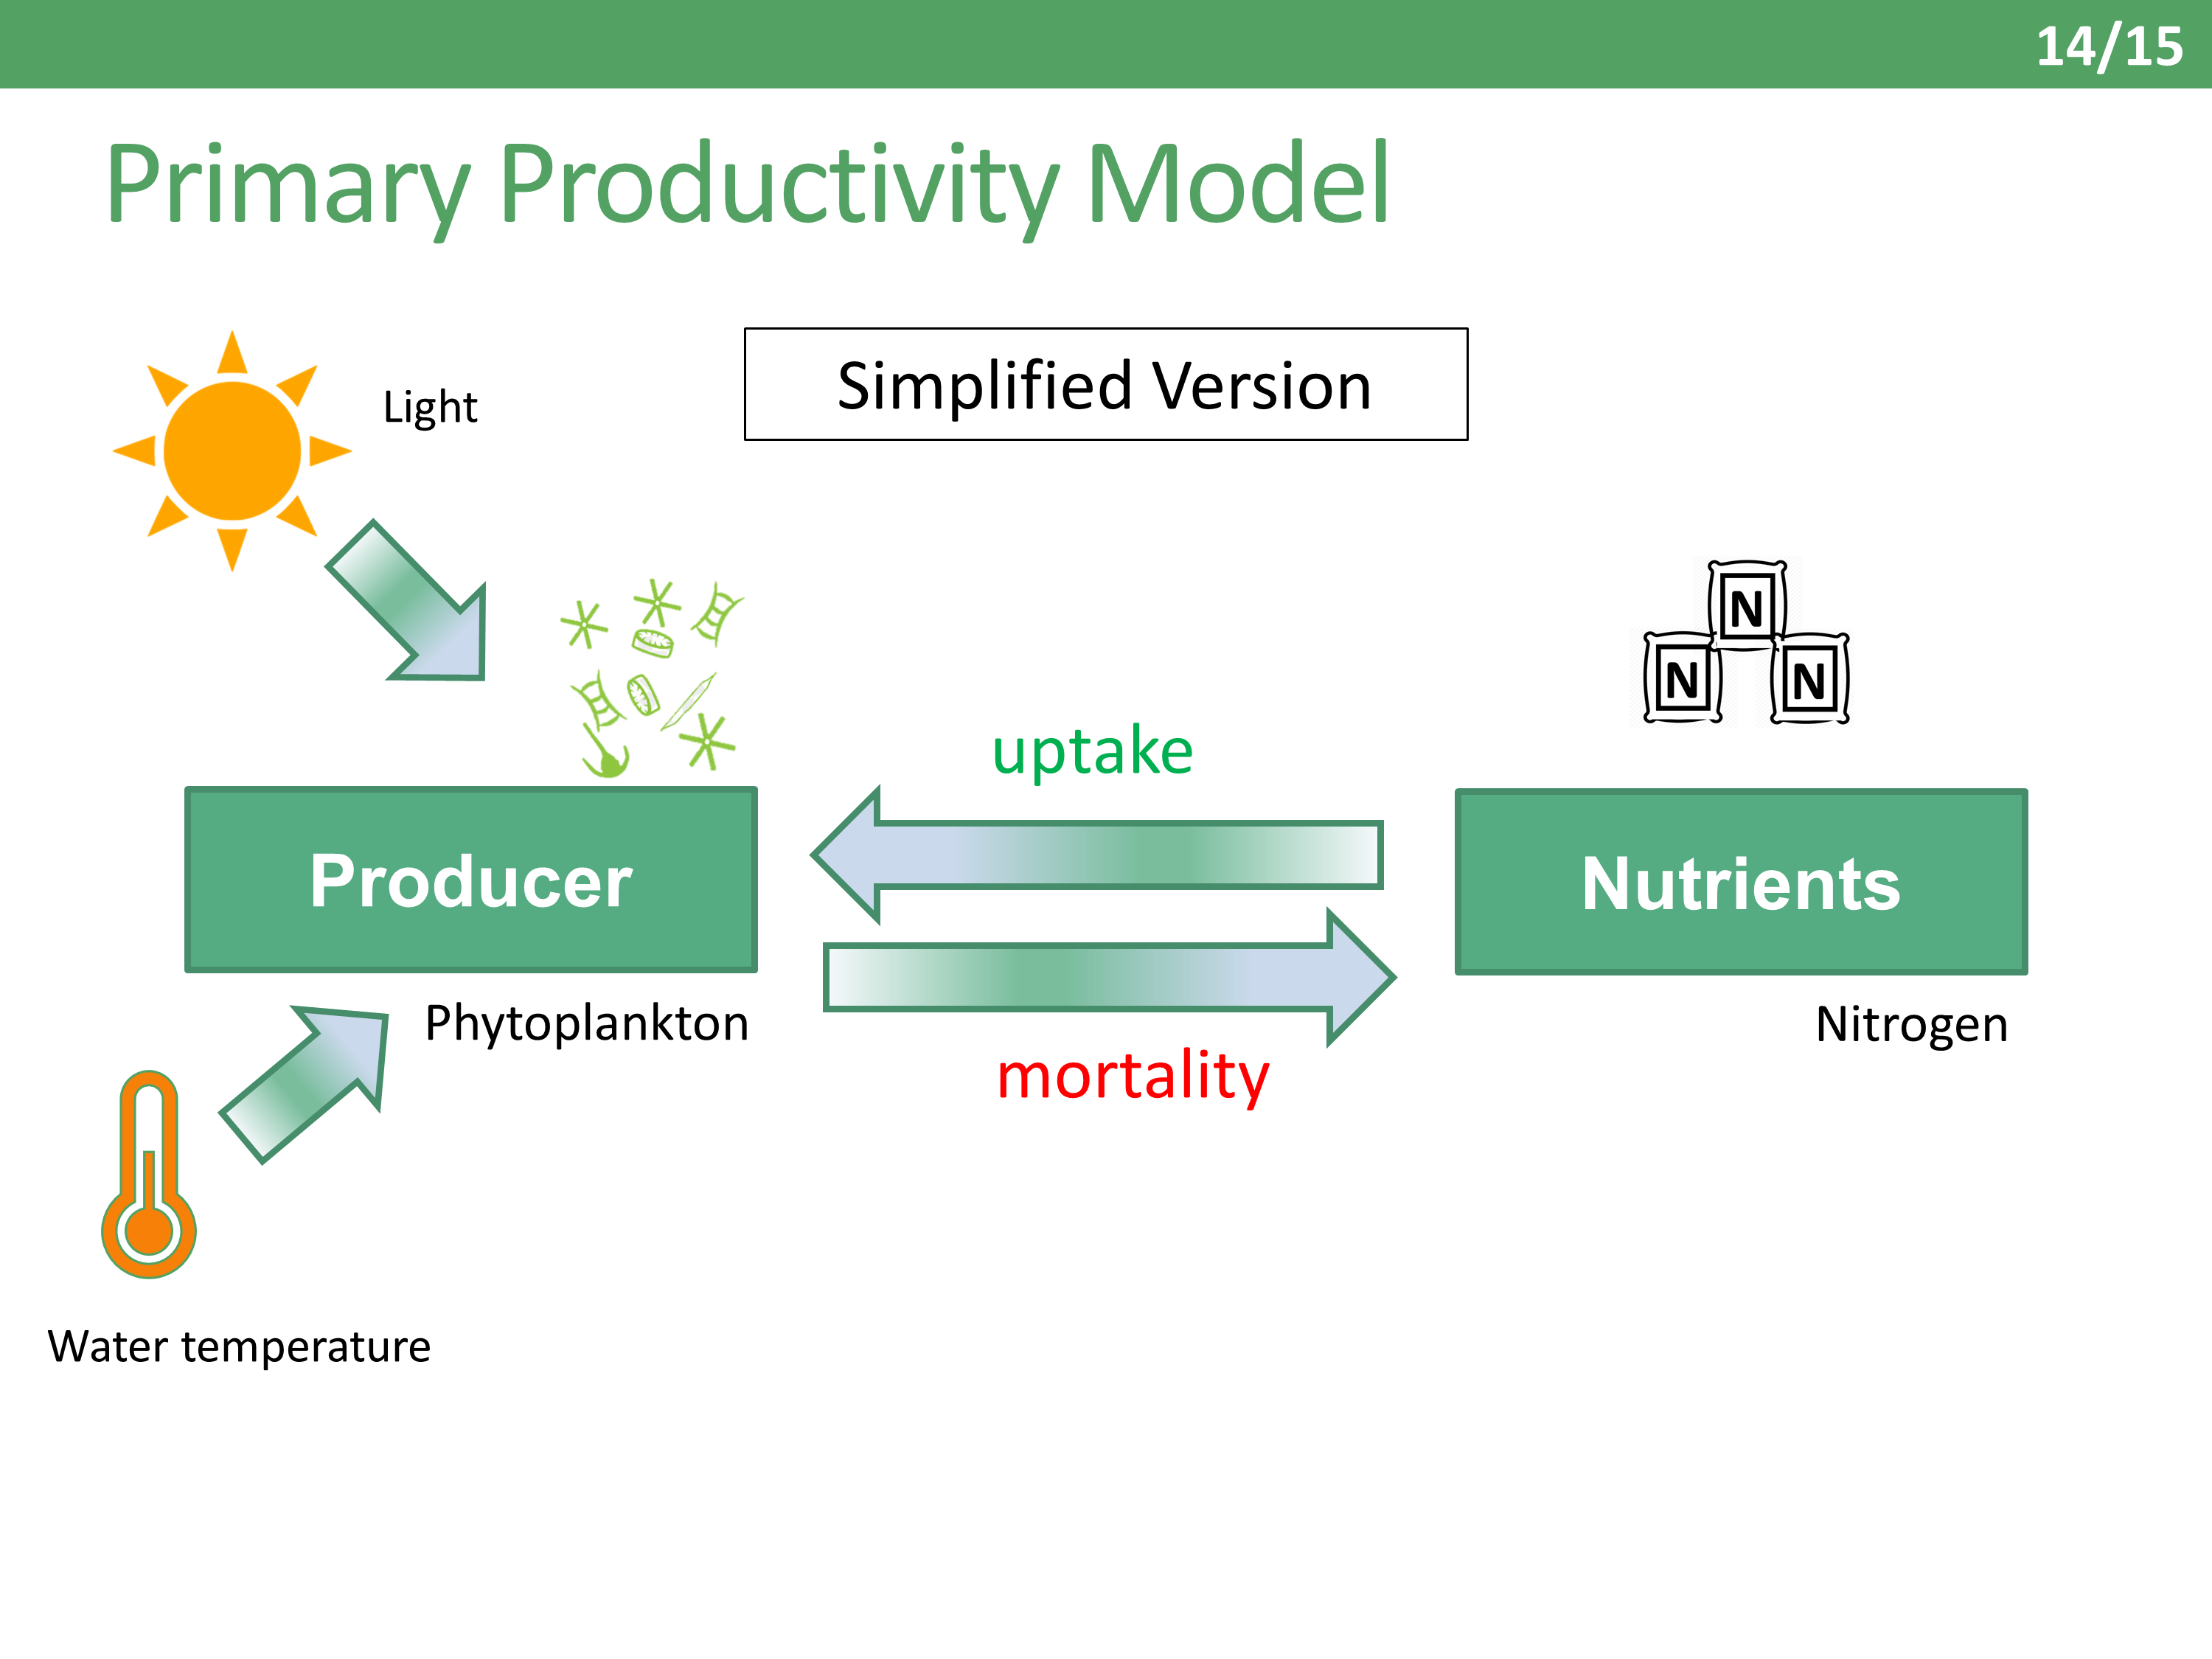 14/15
Primary Productivity Model
Simplified Version
Light
N
N
N
uptake
Producer
Nutrients
Phytoplankton
Nitrogen
mortality
Water temperature